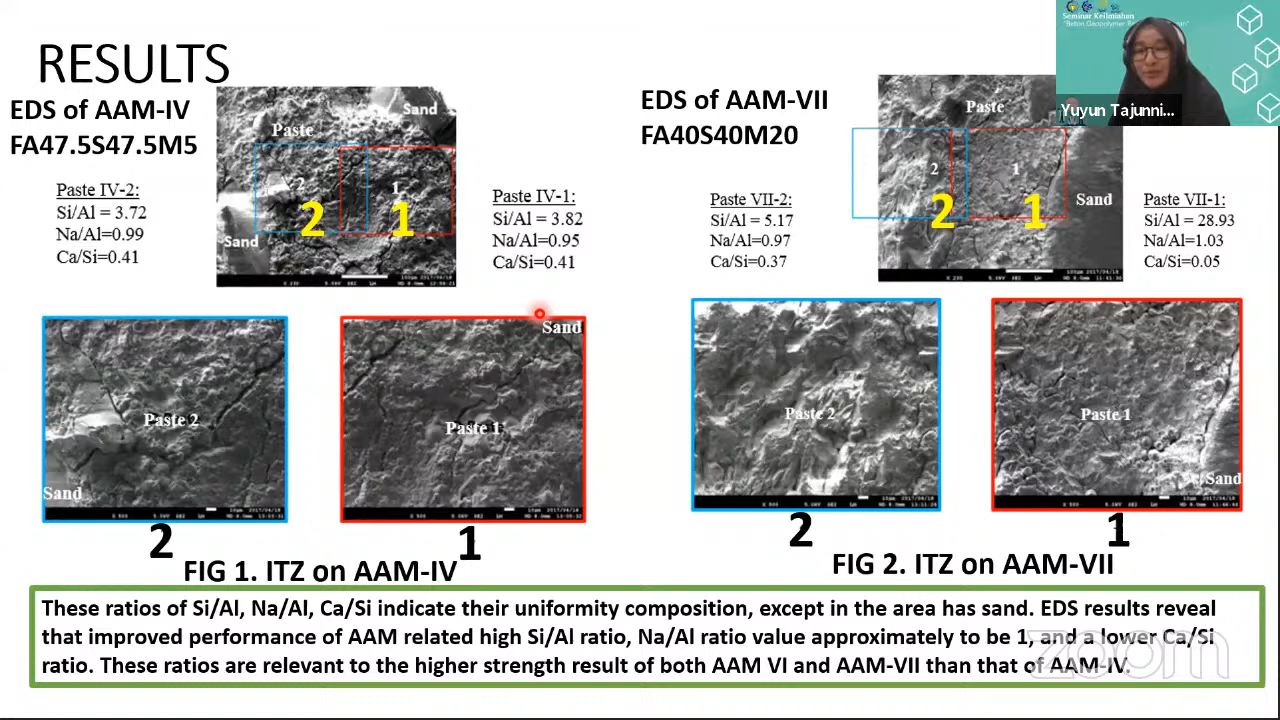 RESULTS
EDS of AAM-IV
FA47.5S47.5M5
Paste IV-2:
Si/Al = 3.72
Na/Al=0.99
Ca/Si=0.41
Paste
Sand
Sand
2
1
2
1
Paste IV-1:
Si/Al = 3.82
Na/Al=0.95
Ca/Si=0.41
Sand
Paste 2
2
Sand
Paste 1
1
FIG 1. ITZ on AAM-IV
EDS of AAM-VII
FA40S40M20
Paste VII-2:
Si/Al = 5.17
Na/Al=0.97
Ca/Si=0.37
Paste
Sand
2
1
2
1
Paste VII-1:
Si/Al = 28.93
Na/Al=1.03
Ca/Si=0.05
Paste 2
2
Paste 1
Sand
1
FIG 2. ITZ on AAM-VII
These ratios of Si/Al, Na/Al, Ca/Si indicate their uniformity composition, except in the area has sand. EDS results reveal
that improved performance of AAM related high Si/Al ratio, Na/Al ratio value approximately to be 1, and a lower Ca/Si
ratio. These ratios are relevant to the higher strength result of both AAM VI and AAM-VII than that of AAM-IV.
zoom
Seminar Keilmiahan
"Beton Geopolymer
Yuyun Tajunni...